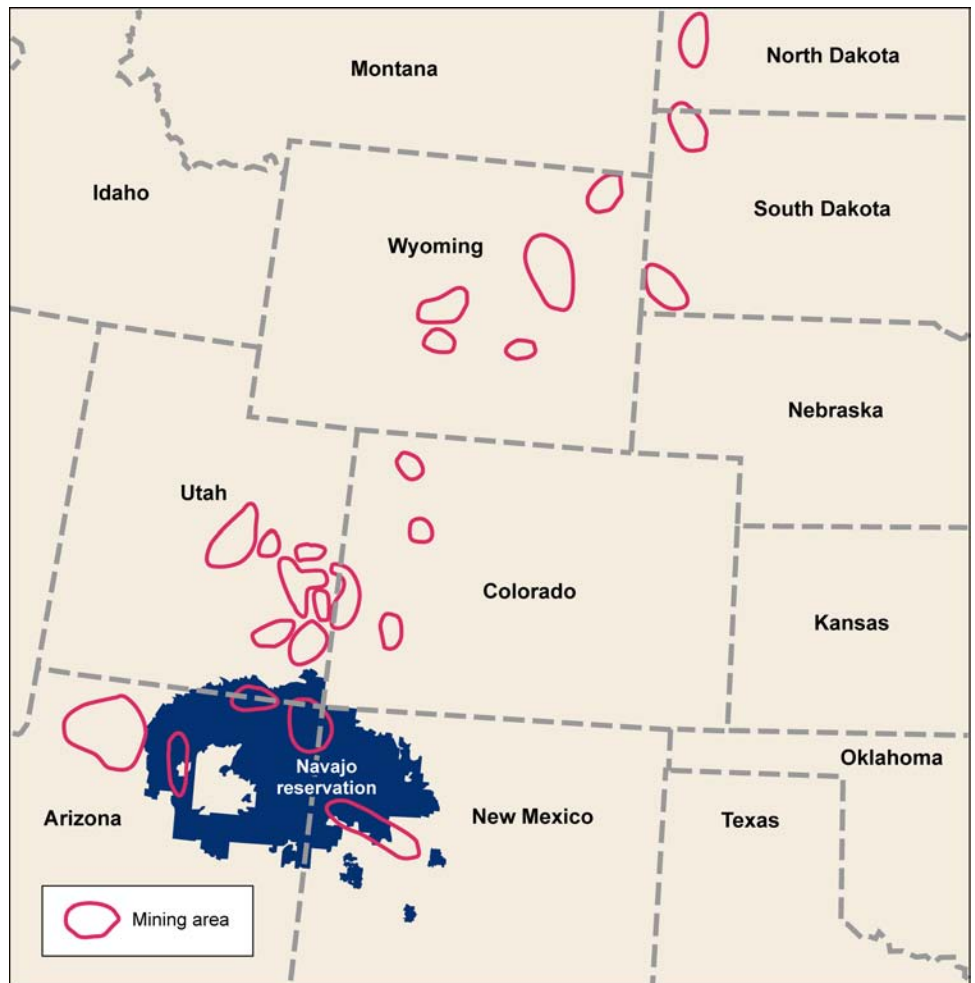 Montana
North Dakota
Idaho
South Dakota
Wyoming
Nebraska
Utah
Colorado
Kansas
Navajo
reservation
Oklahoma
Arizona
New Mexico
Texas
Mining area